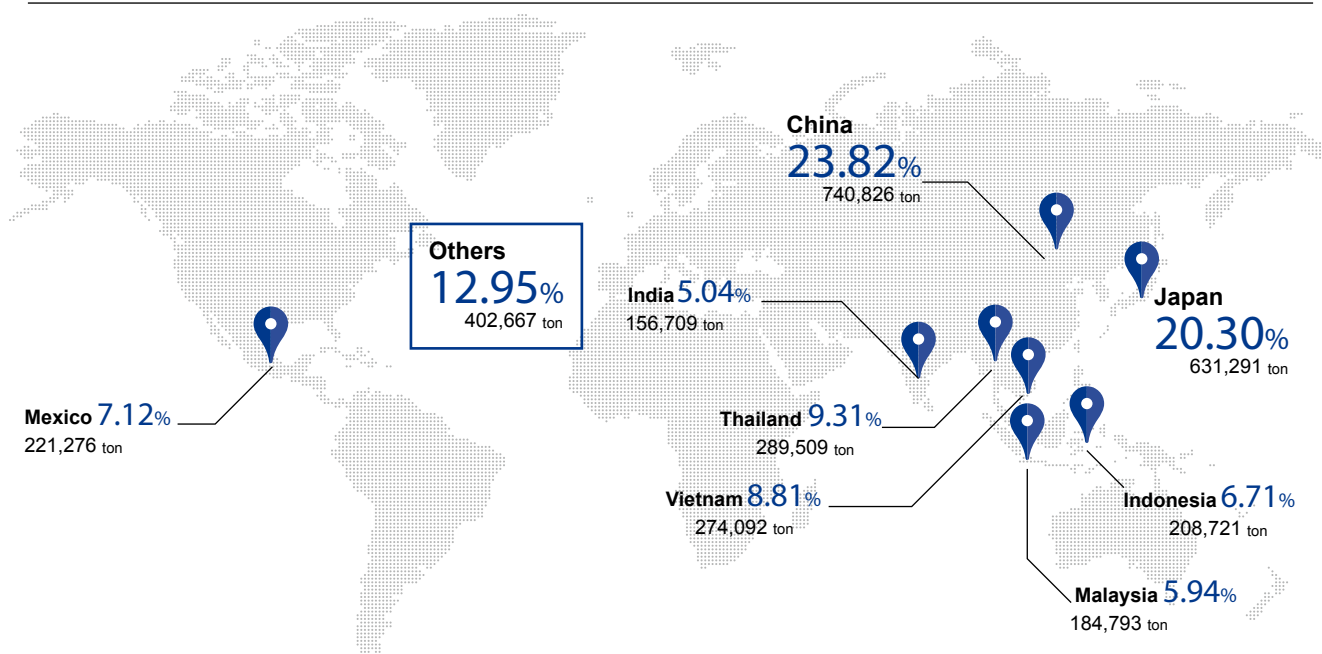 China
23.82%
740,826 ton
Others
12.95%
402,667 ton
India 5.04%
156,709 ton
Japan
20.30%
631,291 ton
Mexico 7.12%
221,276 ton
Thailand 9.31%
289,509 ton
Vietnam 8.81%
274,092 ton
Indonesia 6.71%
208,721 ton
Malaysia 5.94%
184,793 ton